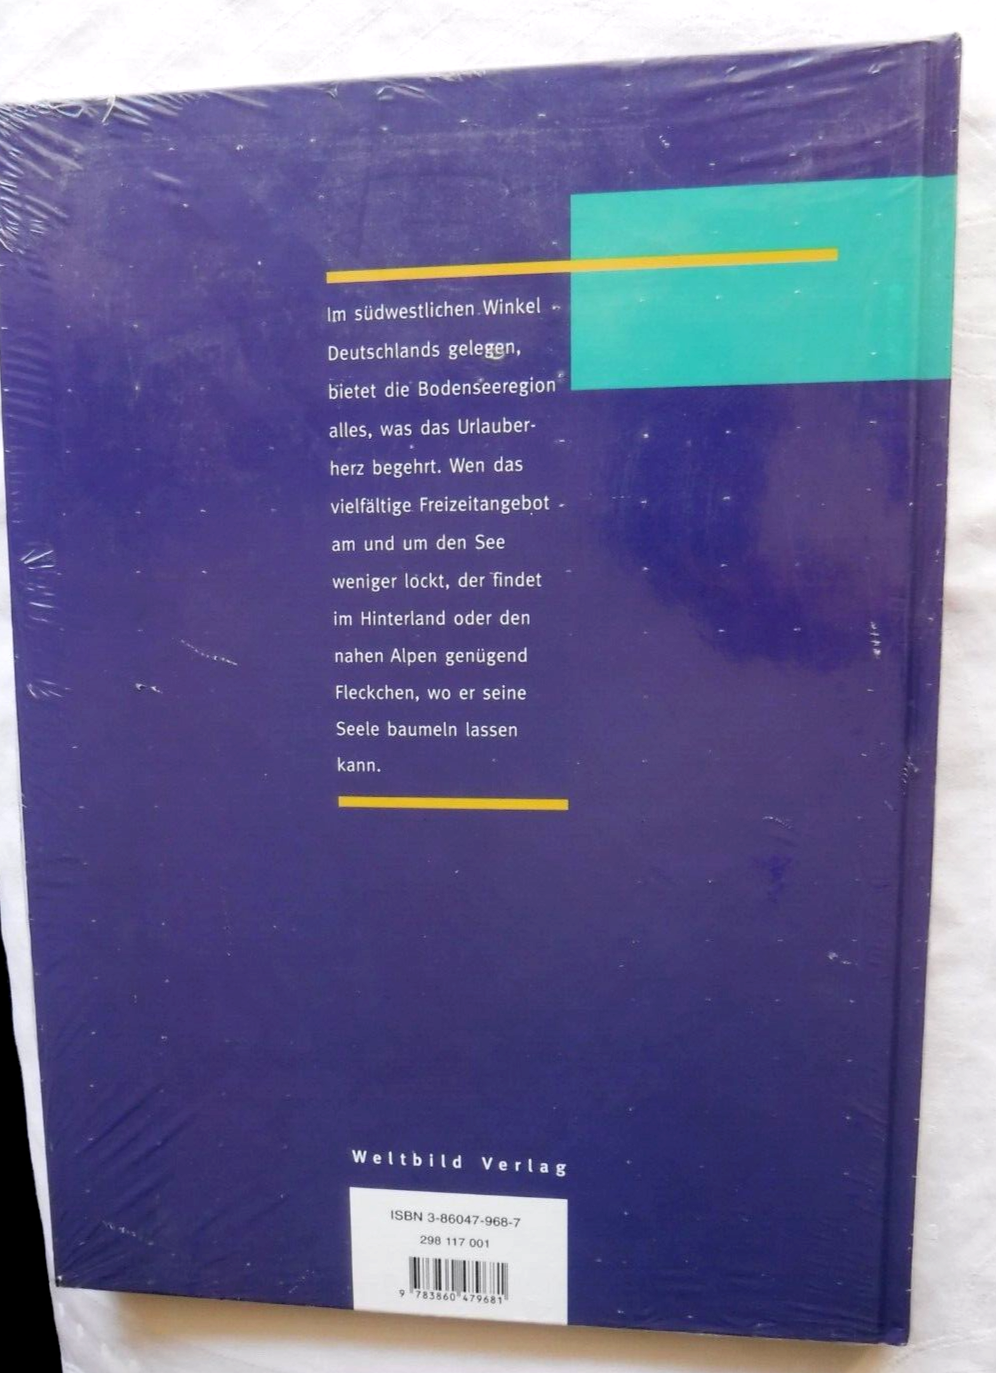 Im südwestlichen Winkel
Deutschlands gelegen,
bietet die Bodenseeregion
alles, was das Urlauber-
herz begehrt. Wen das
vielfältige Freizeitangebot
am und um den See
weniger lockt, der findet
im Hinterland oder den
nahen Alpen genügend
Fleckchen, wo er seine
Seele baumeln lassen
kann.
Weltbild Verlag
ISBN 3-86047-968-7
298 117 001
9 783860 479681